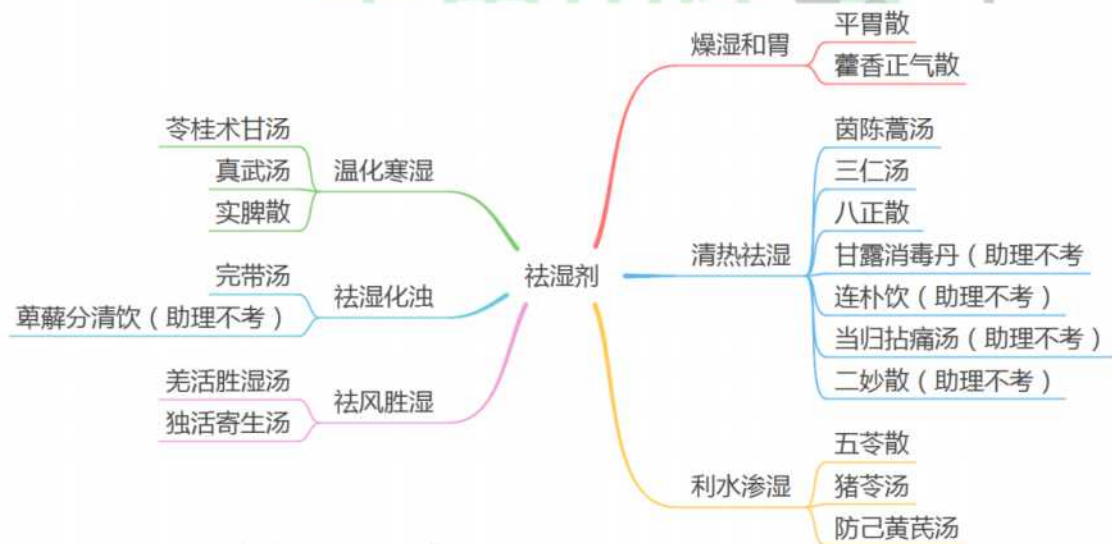 祛湿剂
燥湿和胃
平胃散
藿香正气散
清热祛湿
茵陈蒿汤
三仁汤
八正散
甘露消毒丹（助理不考
连朴饮（助理不考）
当归拈痛汤（助理不考）
二妙散（助理不考）
利水渗湿
五苓散
猪苓汤
防己黄芪汤
温化寒湿
苓桂术甘汤
真武汤
实脾散
祛湿化浊
完带汤
萆薢分清饮（助理不考）
祛风胜湿
羌活胜湿汤
独活寄生汤